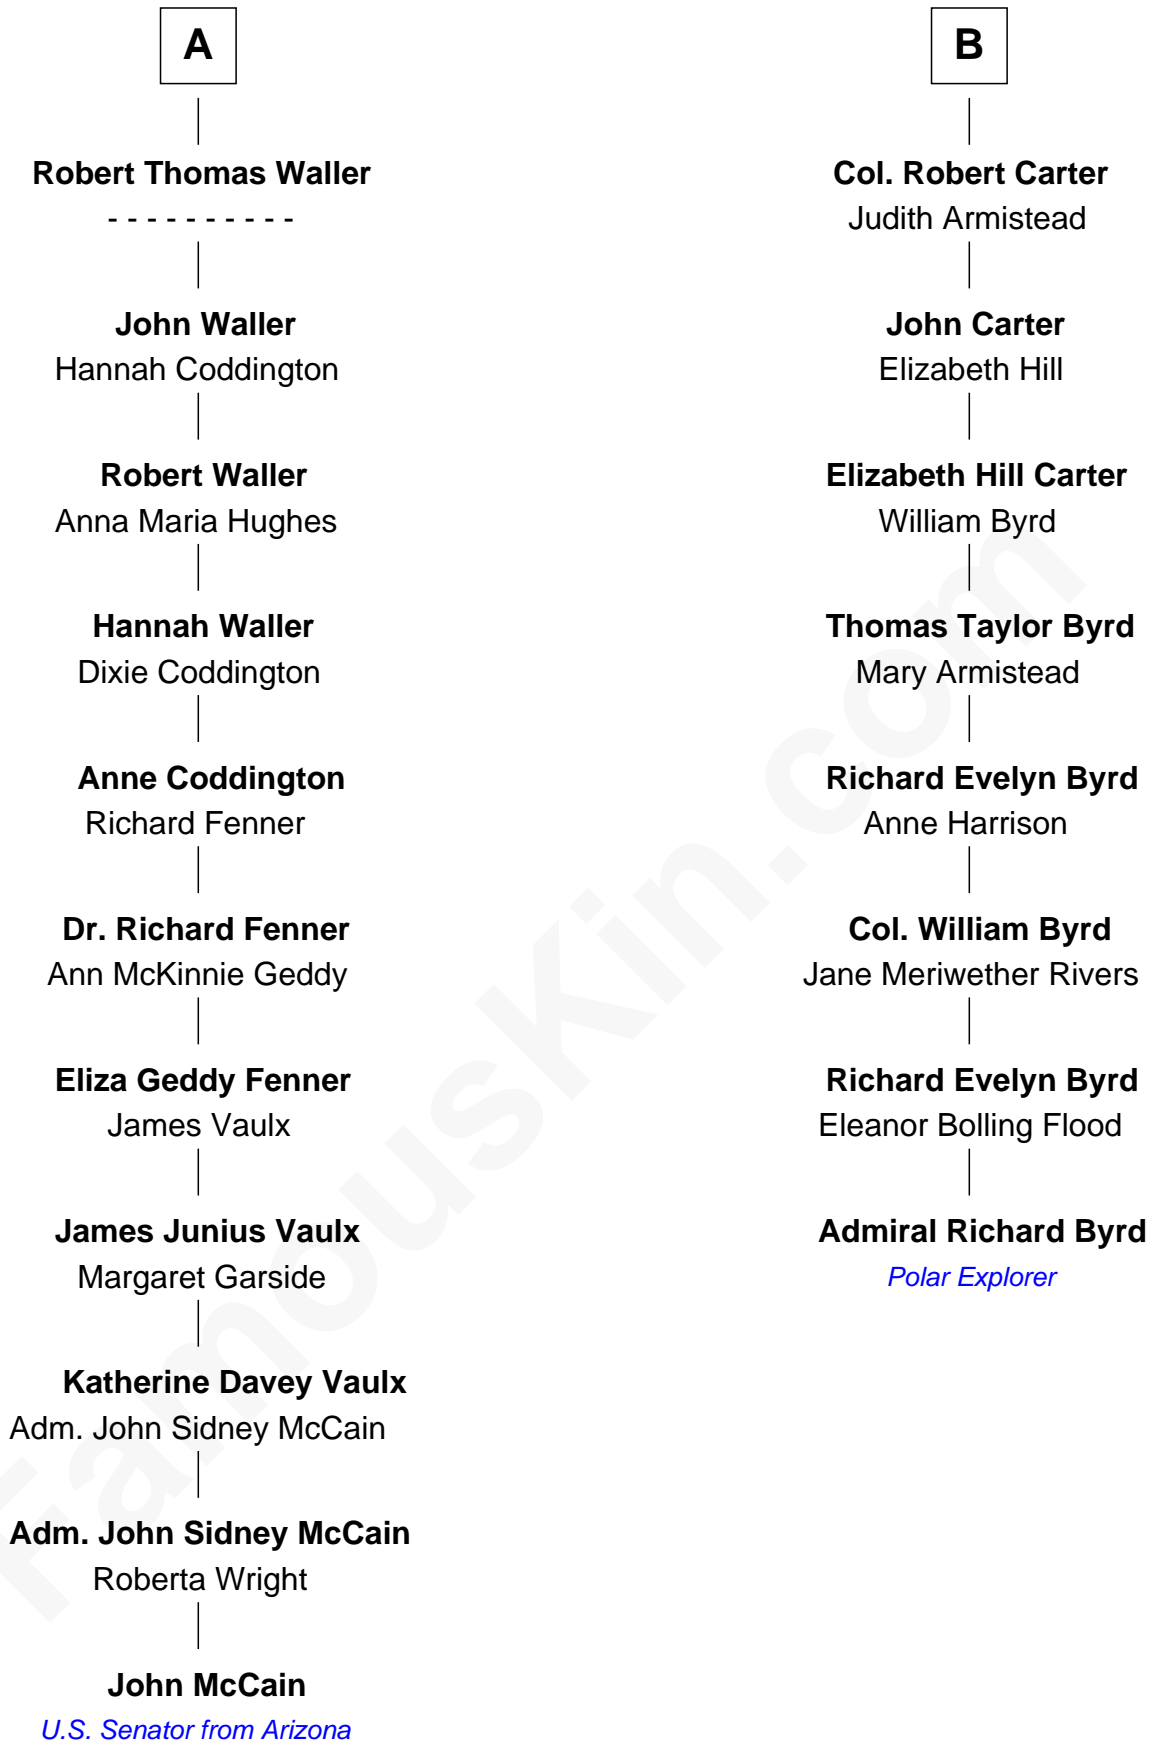 A
Robert Thomas Waller
- - - - - - - - - -
John Waller
Hannah Coddington
Robert Waller
Anna Maria Hughes
Hannah Waller
Dixie Coddington
Anne Coddington
Richard Fenner
Dr. Richard Fenner
Ann McKinnie Geddy
Eliza Geddy Fenner
James Vaulx
James Junius Vaulx
Margaret Garside
Katherine Davey Vaulx
Adm. John Sidney McCain
Adm. John Sidney McCain
Roberta Wright
John McCain
U.S. Senator from Arizona
B
Col. Robert Carter
Judith Armistead
John Carter
Elizabeth Hill
Elizabeth Hill Carter
William Byrd
Thomas Taylor Byrd
Mary Armistead
Richard Evelyn Byrd
Anne Harrison
Col. William Byrd
Jane Meriwether Rivers
Richard Evelyn Byrd
Eleanor Bolling Flood
Admiral Richard Byrd
Polar Explorer
FamousKin.com